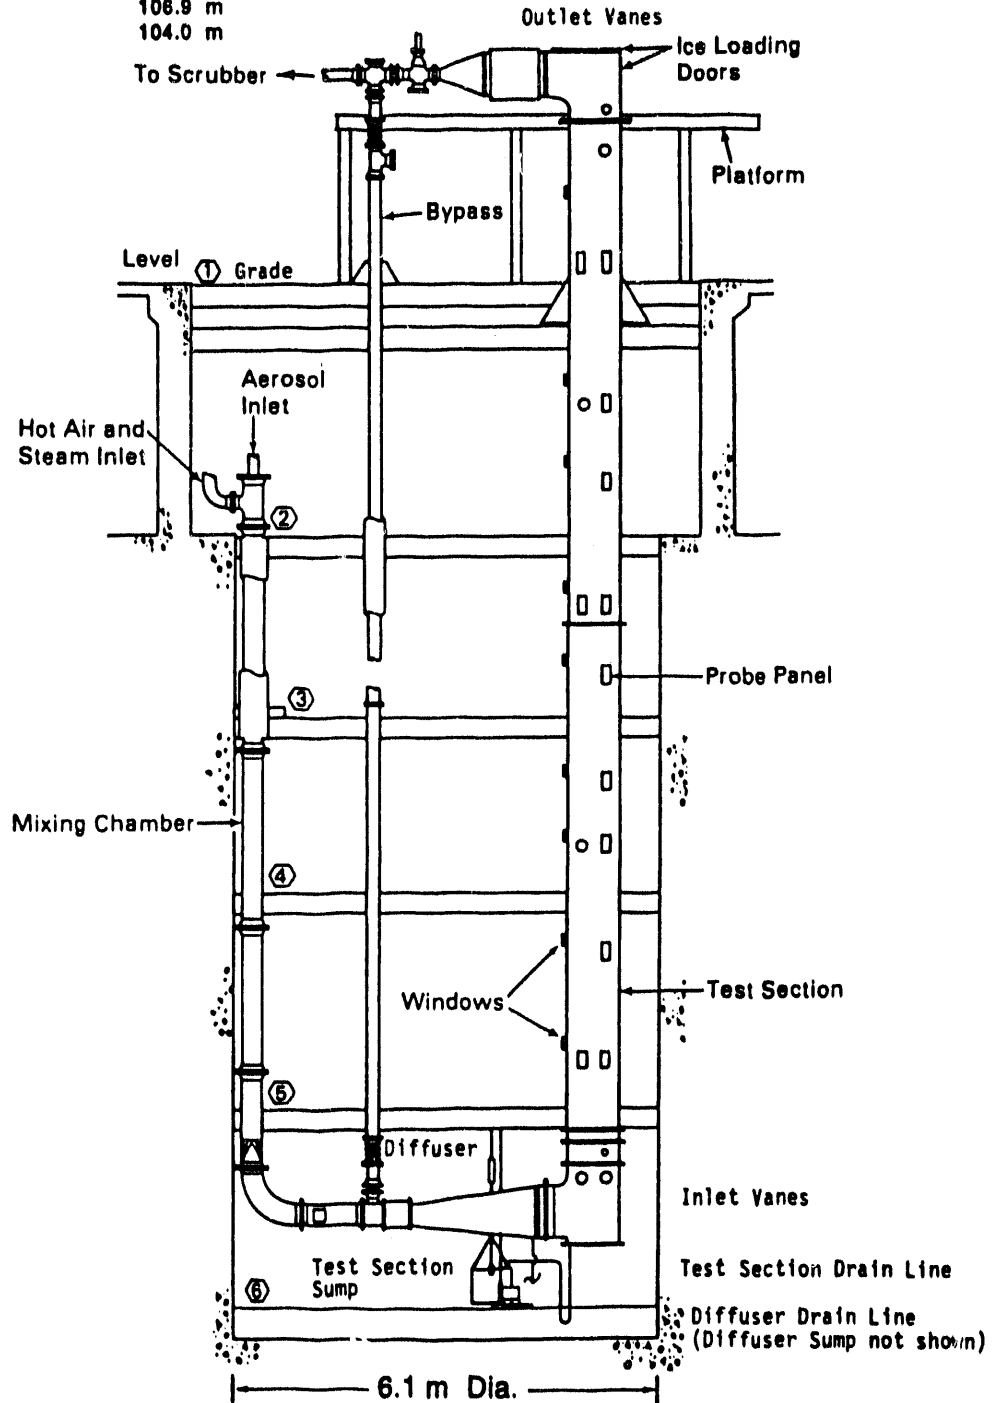 106.9 m
104.0 m
Outlet Vanes
Ice Loading
Doors
To Scrubber
Platform
Bypass
Level
1 Grade
Aerosol
Inlet
Hot Air and
Steam Inlet
2
Probe Panel
3
Mixing Chamber
4
Windows
Test Section
5
Diffuser
Inlet Vanes
Test Section
Sump
Test Section Drain Line
6
Diffuser Drain Line
(Diffuser Sump not shown)
6.1 m Dia.